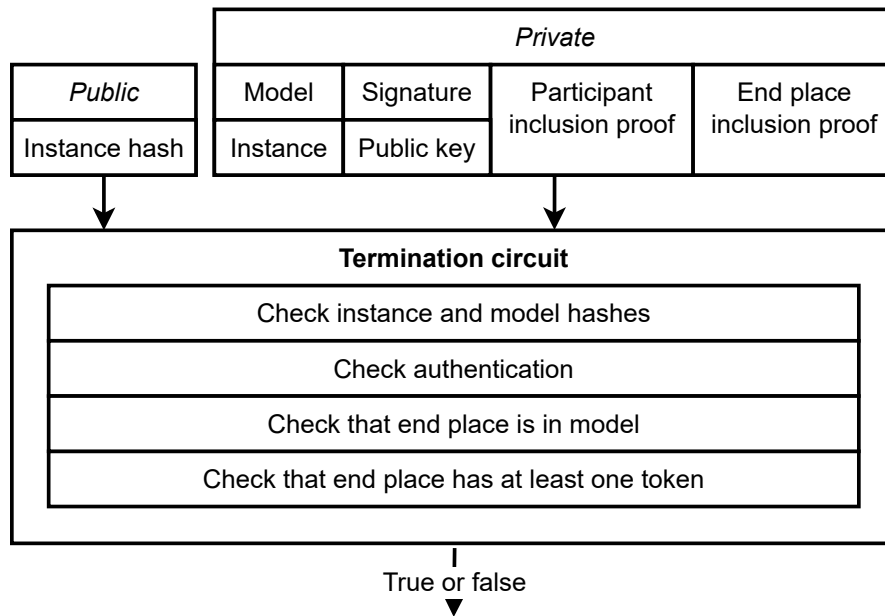 Private
Public
Model
Signature
Participant
inclusion proof
End place
inclusion proof
Instance hash
Instance
Public key
Termination circuit
Check instance and model hashes
Check authentication
Check that end place is in model
Check that end place has at least one token
True or false